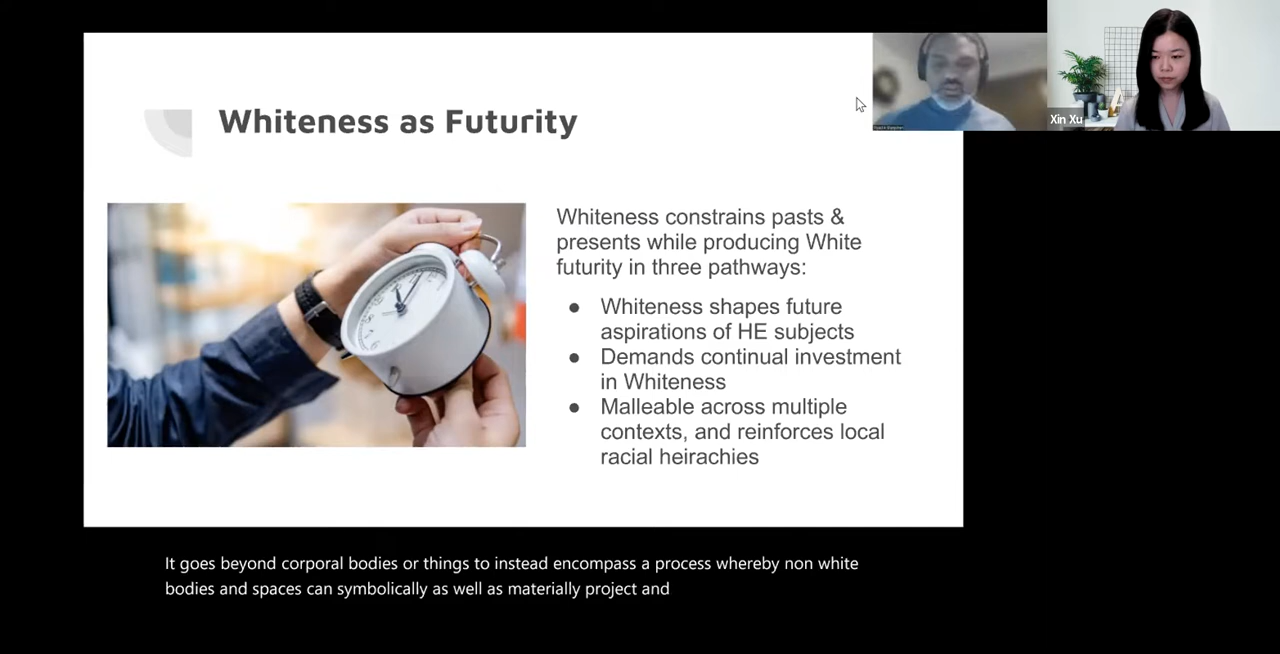 Whiteness as Futurity
Xin Xu
Whiteness constrains pasts &
presents while producing White
futurity in three pathways:
● Whiteness shapes future
aspirations of HE subjects
● Demands continual investment
in Whiteness
● Malleable across multiple
contexts, and reinforces local
racial heirachies
It goes beyond corporal bodies or things to instead encompass a process whereby non white
bodies and spaces can symbolically as well as materially project and